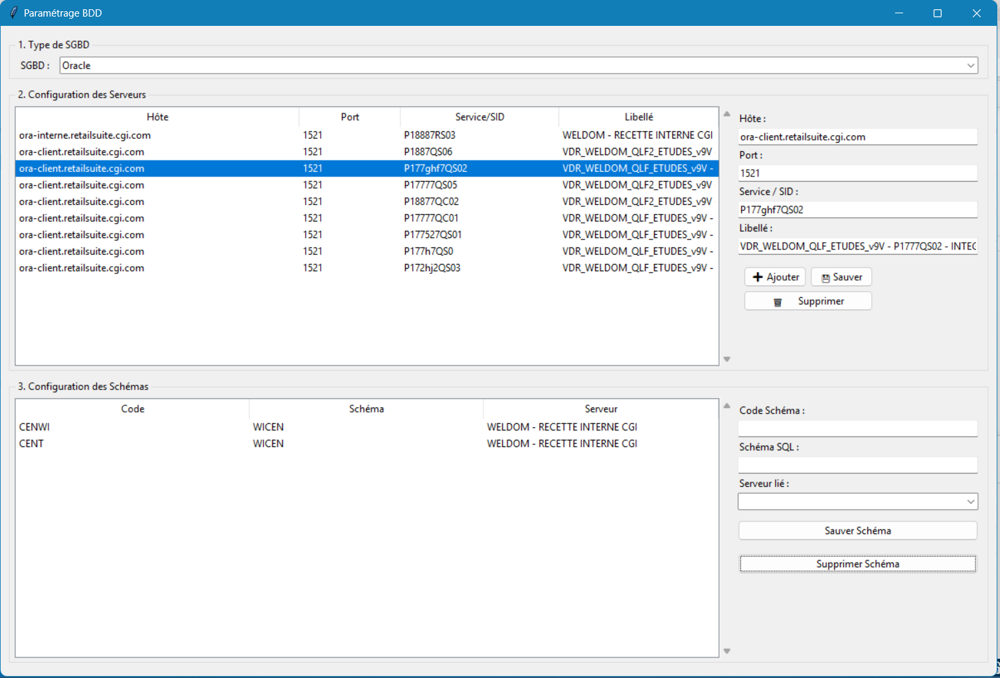 Paramétrage BDD
1. Type de SGBD
SGBD : Oracle
2. Configuration des Serveurs
Hôte Port Service/SID Libellé
ora-interne.retailsuite.cgi.com 1521 P18887RS03 WELDOM - RECETTE INTERNE CGI
ora-client.retailsuite.cgi.com 1521 P1887QS06 VDR_WELDOM_QLF2_ETUDES_v9V
ora-client.retailsuite.cgi.com 1521 P177ghf7QS02 VDR_WELDOM_QLF_ETUDES_v9V -
ora-client.retailsuite.cgi.com 1521 P17777QS05 VDR_WELDOM_QLF2_ETUDES_v9V
ora-client.retailsuite.cgi.com 1521 P18877QC02 VDR_WELDOM_QLF2_ETUDES_v9V
ora-client.retailsuite.cgi.com 1521 P17777QC01 VDR_WELDOM_QLF_ETUDES_v9V -
ora-client.retailsuite.cgi.com 1521 P177527QS01 VDR_WELDOM_QLF_ETUDES_v9V -
ora-client.retailsuite.cgi.com 1521 P177h7QS0 VDR_WELDOM_QLF_ETUDES_v9V -
ora-client.retailsuite.cgi.com 1521 P172hj2QS03 VDR_WELDOM_QLF_ETUDES_v9V -
Hôte :
ora-client.retailsuite.cgi.com
Port :
1521
Service / SID :
P177ghf7QS02
Libellé :
VDR_WELDOM_QLF_ETUDES_v9V - P1777QS02 - INTEG
Ajouter Sauver
Supprimer
3. Configuration des Schémas
Code Schéma Serveur
CENWI WICEN WELDOM - RECETTE INTERNE CGI
CENT WICEN WELDOM - RECETTE INTERNE CGI
Code Schéma :
Schéma SQL :
Serveur lié :
Sauver Schéma
Supprimer Schéma